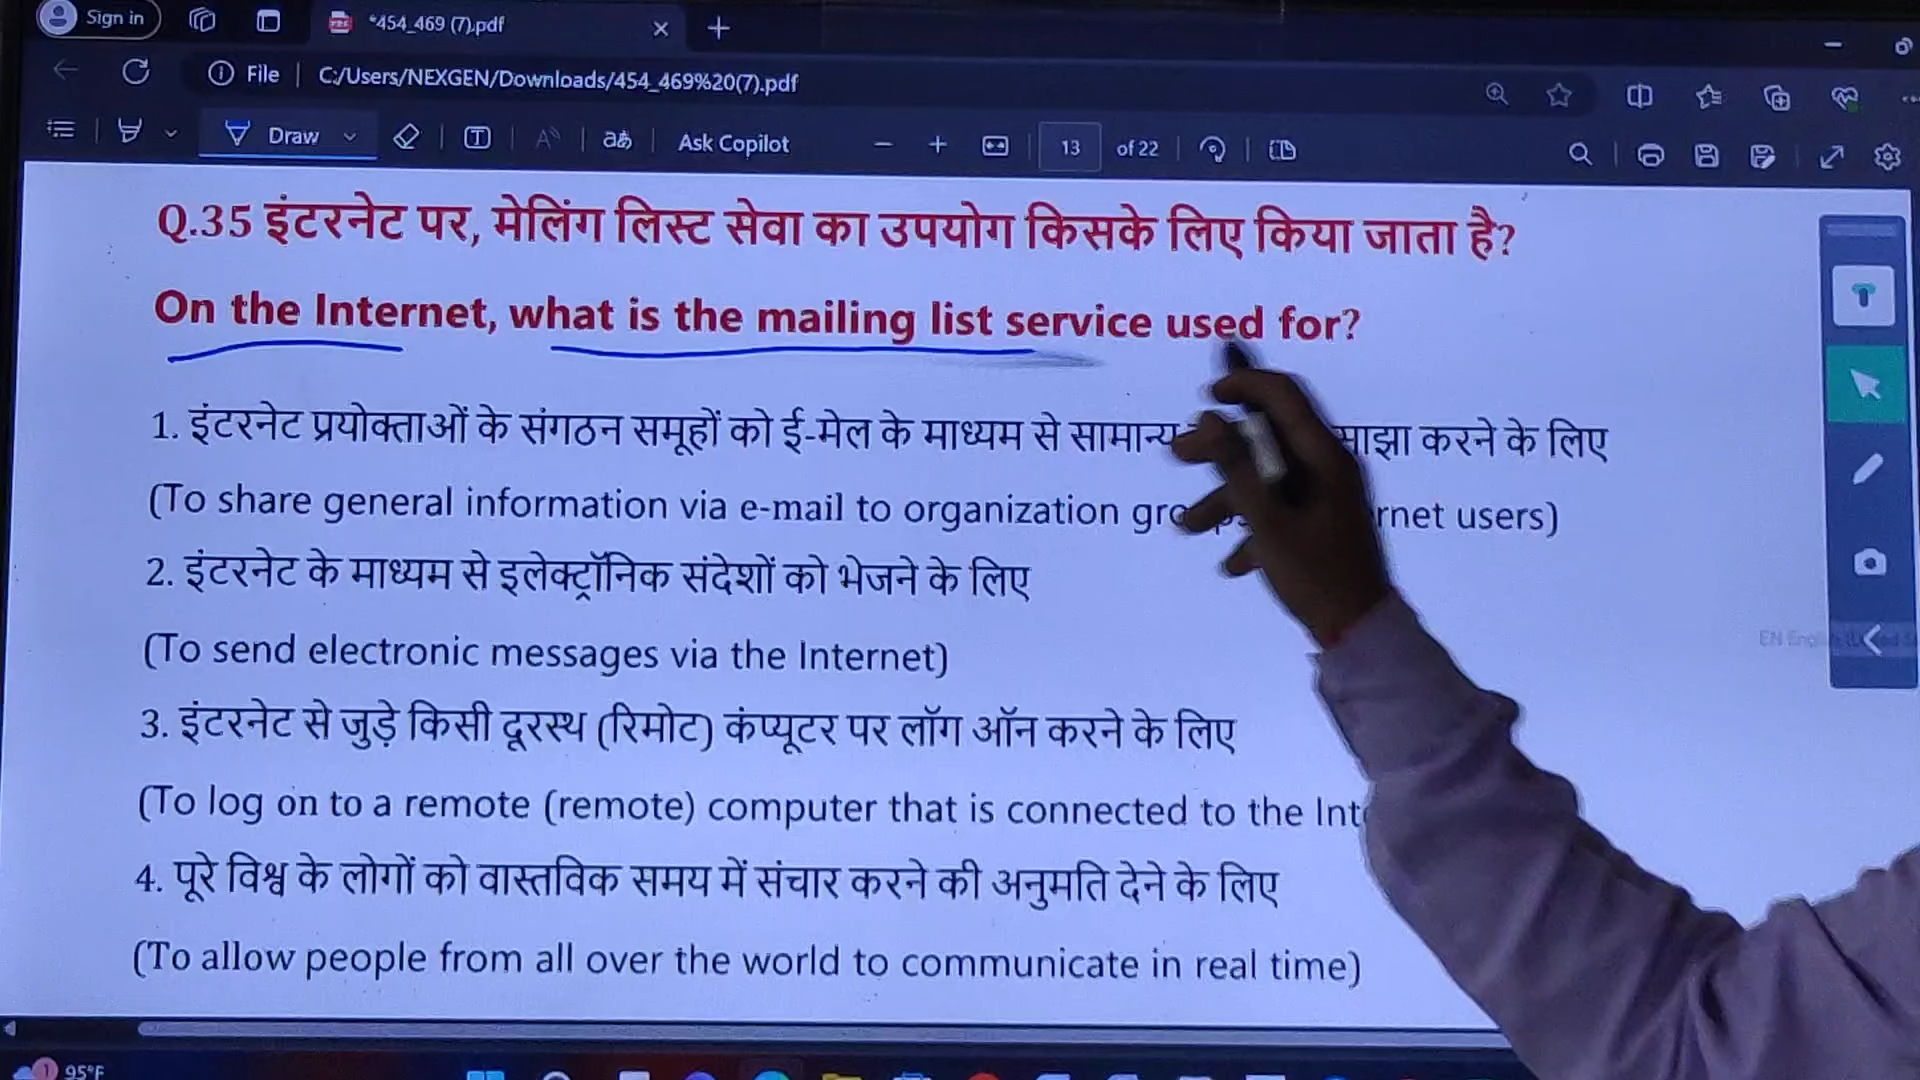 Sign in
*454_469 (7).pdf
File
C:/Users/NEXGEN/Downloads/454_469%20(7).pdf
Draw
Ask Copilot
13
of 22
Q.35 इंटरनेट पर, मेलिंग लिस्ट सेवा का उपयोग किसके लिए किया जाता है?
On the Internet, what is the mailing list service used for?
1. इंटरनेट प्रयोक्ताओं के संगठन समूहों को ई-मेल के माध्यम से सामान्य साझा करने के लिए
(To share general information via e-mail to organization users)
2. इंटरनेट के माध्यम से इलेक्ट्रॉनिक संदेशों को भेजने के लिए
(To send electronic messages via the Internet)
3. इंटरनेट से जुड़े किसी दूरस्थ (रिमोट) कंप्यूटर पर लॉग ऑन करने के लिए
(To log on to a remote (remote) computer that is connected to the
4. पूरे विश्व के लोगों को वास्तविक समय में संचार करने की अनुमति देने के लिए
(To allow people from all over the world to communicate in real time)
1
95°F